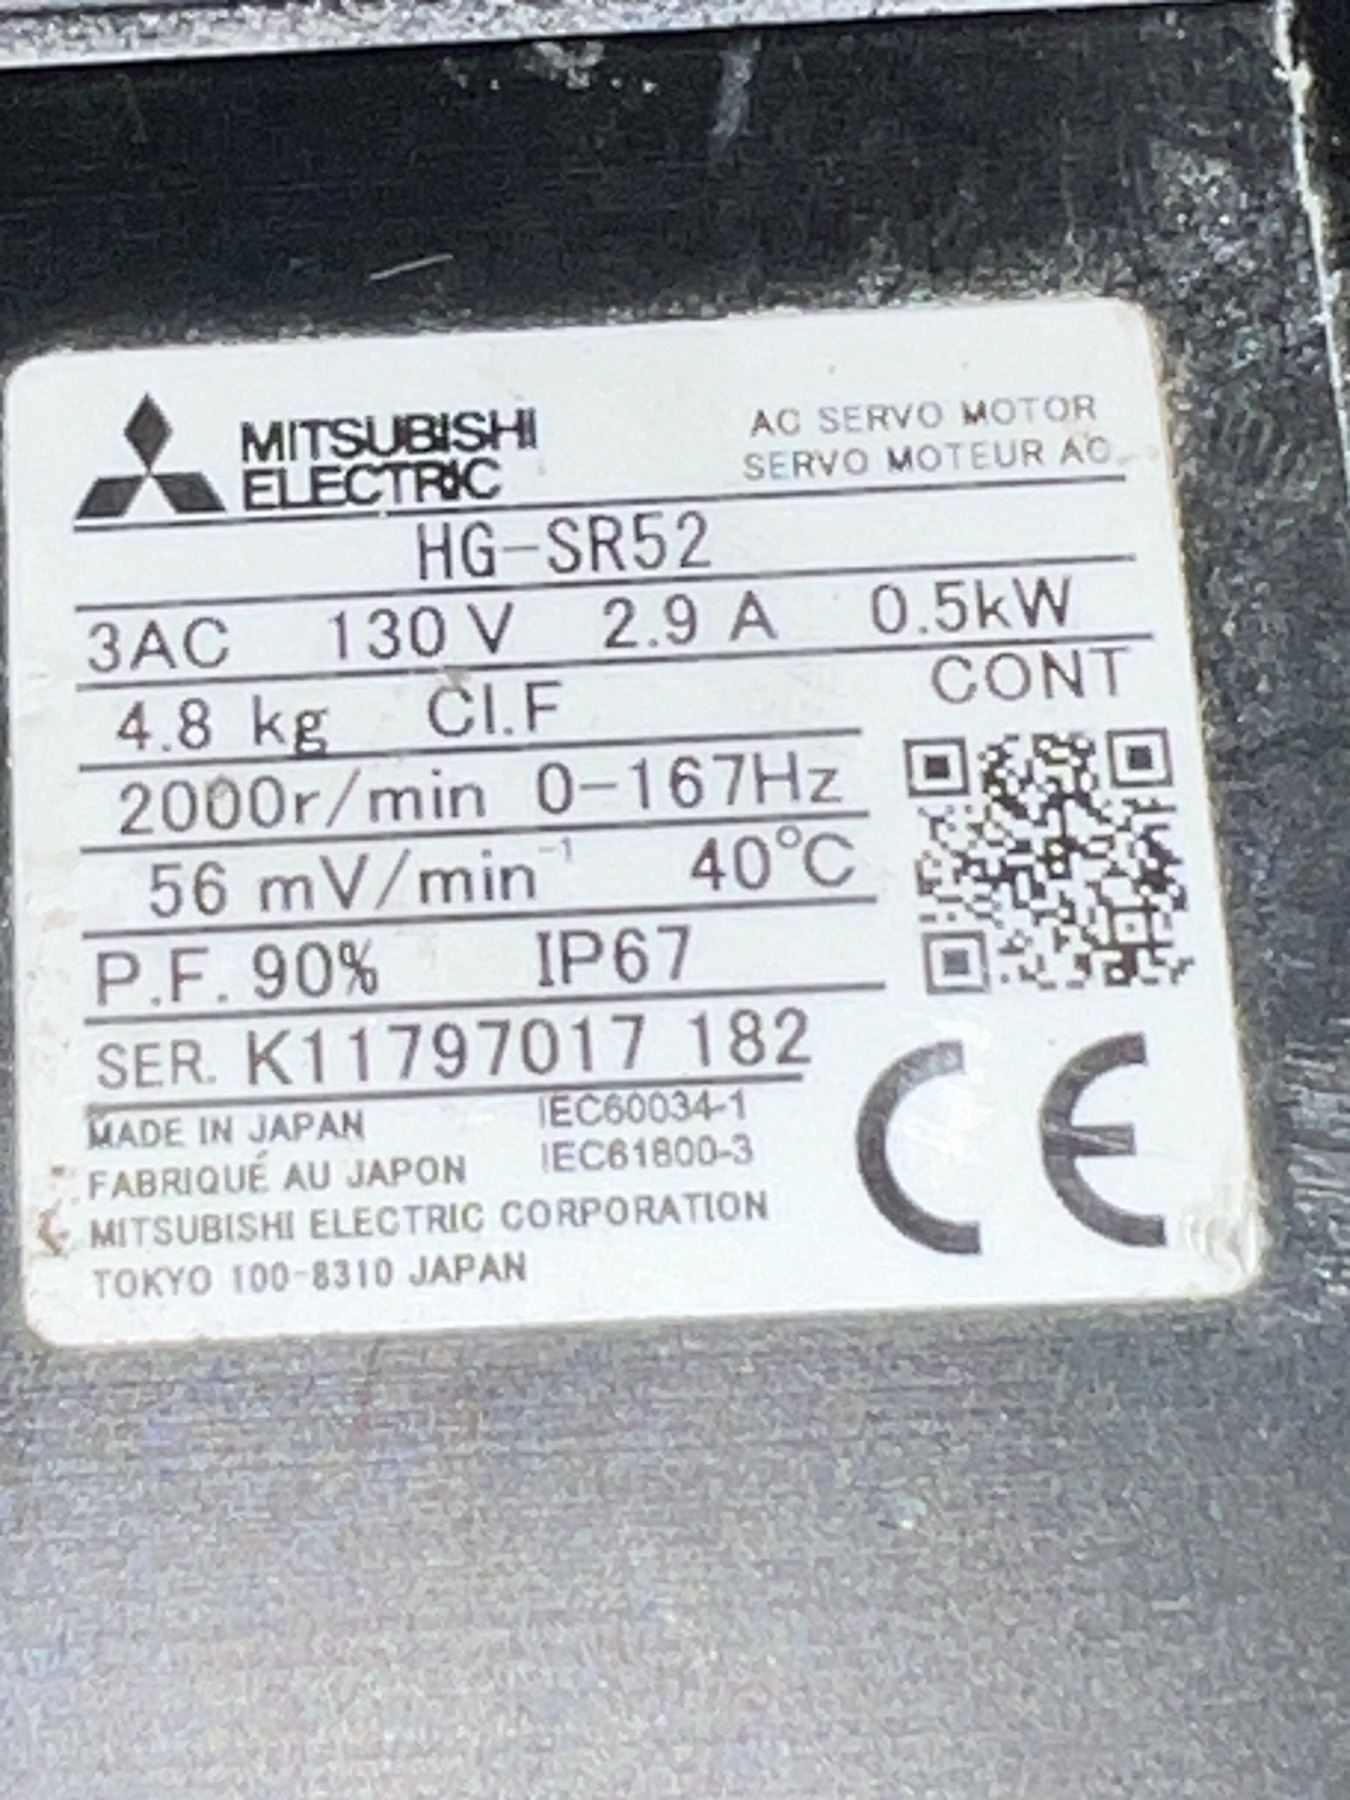 MITSUBISHI
ELECTRIC
AC SERVO MOTOR
SERVO MOTEUR AC
HG-SR52
3AC 130 V 2.9 A 0.5kW
4.8 kg CI.F CONT
2000r/min 0-167Hz
56 mV/min⁻¹ 40°C
P.F. 90% IP67
SER. K11797017 182
MADE IN JAPAN IEC60034-1
FABRIQUÉ AU JAPON IEC61800-3
MITSUBISHI ELECTRIC CORPORATION
TOKYO 100-8310 JAPAN
CE